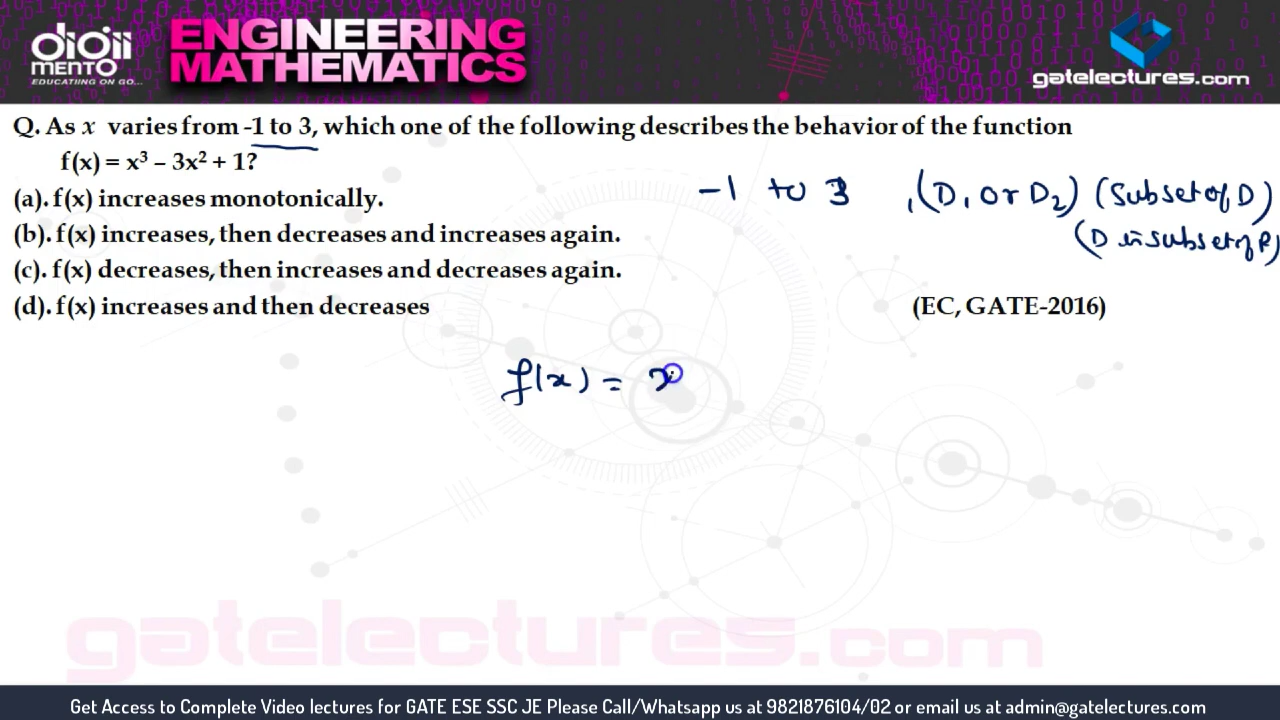 digii
MENTO
EDUCATING ON GO...
ENGINEERING
MATHEMATICS
gatelectures.com
Q. As x varies from -1 to 3, which one of the following describes the behavior of the function
f(x) = x³ – 3x² + 1?
(a). f(x) increases monotonically.
(b). f(x) increases, then decreases and increases again.
(c). f(x) decreases, then increases and decreases again.
(d). f(x) increases and then decreases
(EC, GATE-2016)
-1 to 3 , (D, or D2) (Subset of D)
(D is subset of R)
f(x) = x
gatelectures.com
Get Access to Complete Video lectures for GATE ESE SSC JE Please Call/Whatsapp us at 9821876104/02 or email us at admin@gatelectures.com